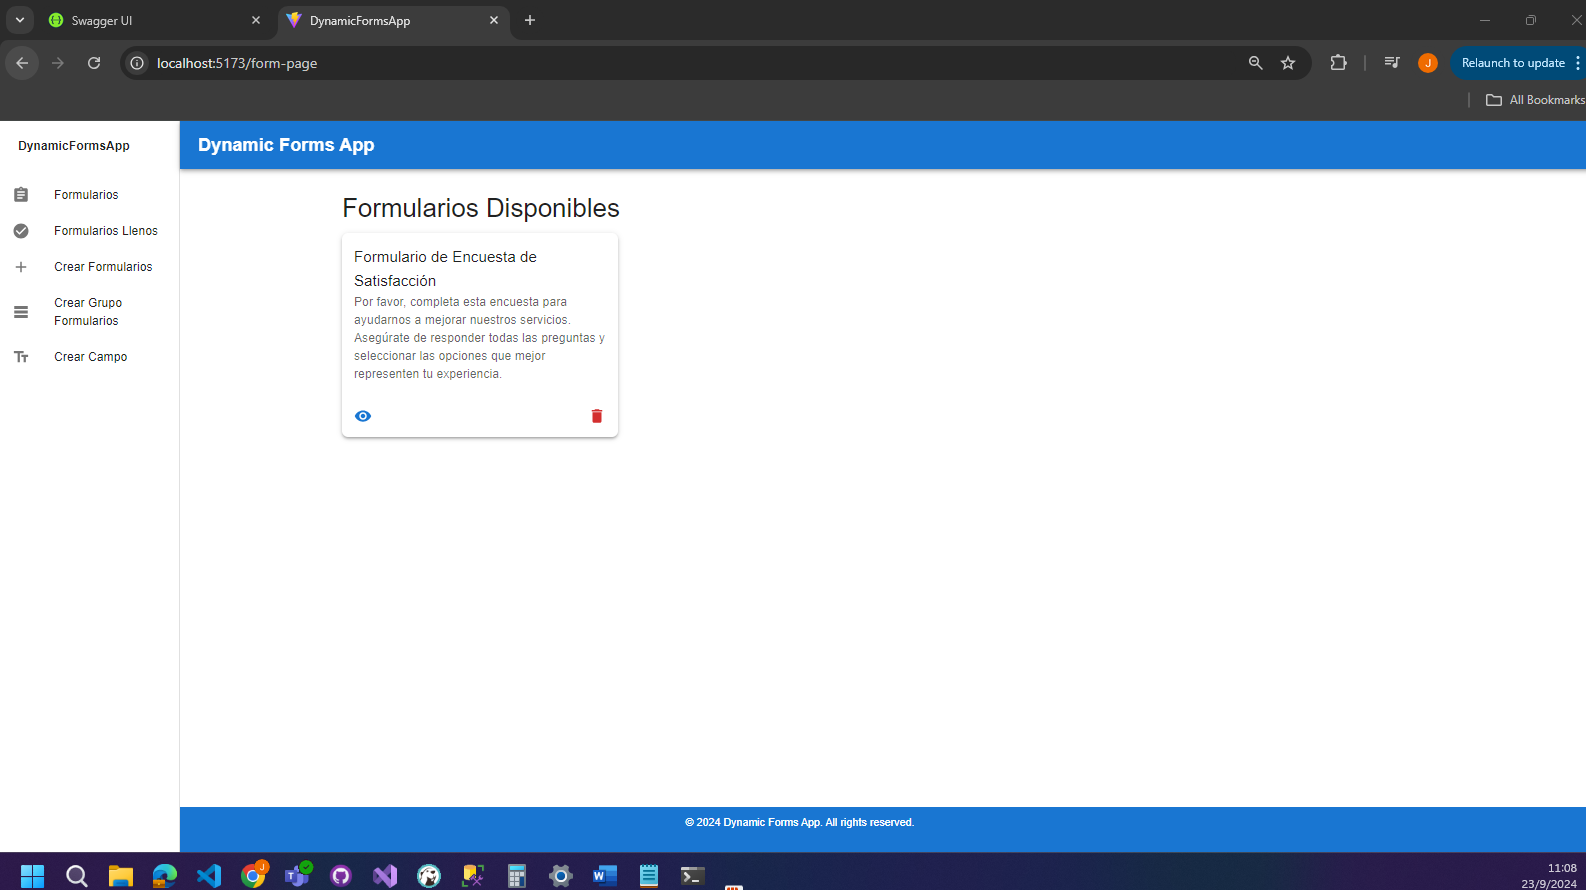 Swagger UI
DynamicFormsApp
localhost:5173/form-page
J
Relaunch to update
All Bookmarks
DynamicFormsApp
Formularios
Formularios Llenos
Crear Formularios
Crear Grupo
Formularios
Crear Campo
Dynamic Forms App
Formularios Disponibles
Formulario de Encuesta de
Satisfacción
Por favor, completa esta encuesta para
ayudarnos a mejorar nuestros servicios.
Asegúrate de responder todas las preguntas y
seleccionar las opciones que mejor
representen tu experiencia.
© 2024 Dynamic Forms App. All rights reserved.
J
11:08
23/9/2024